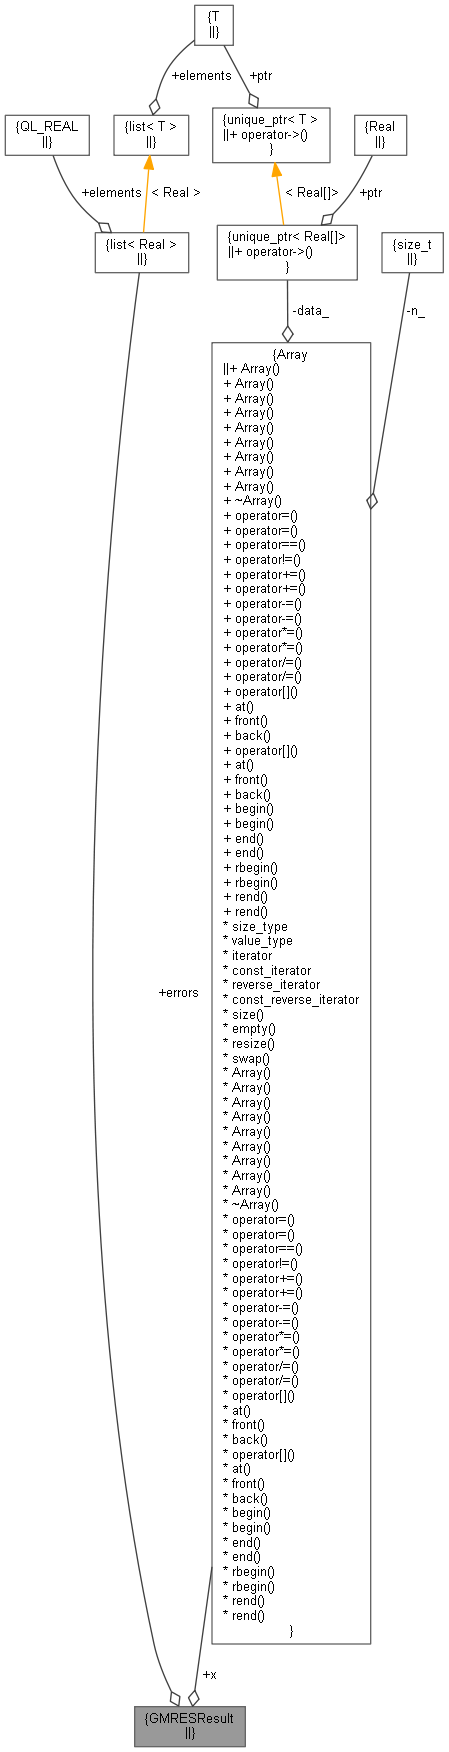 {T
||}
+elements
+ptr
{QL_REAL
||}
{list< T >
||}
{unique_ptr< T >
||+ operator->()
}
{Real
||}
+elements
< Real >
< Real[]>
+ptr
{list< Real >
||}
{unique_ptr< Real[]>
||+ operator->()
}
{size_t
||}
-data_
-n_
{Array
||+ Array()
+ Array()
+ Array()
+ Array()
+ Array()
+ Array()
+ Array()
+ Array()
+ Array()
+ ~Array()
+ operator=()
+ operator=()
+ operator==()
+ operator!=()
+ operator+=()
+ operator+=()
+ operator-=()
+ operator-=()
+ operator*=()
+ operator*=()
+ operator/=()
+ operator/=()
+ operator[]()
+ at()
+ front()
+ back()
+ operator[]()
+ at()
+ front()
+ back()
+ begin()
+ begin()
+ end()
+ end()
+ rbegin()
+ rbegin()
+ rend()
+ rend()
* size_type
* value_type
* iterator
* const_iterator
* reverse_iterator
* const_reverse_iterator
* size()
* empty()
* resize()
* swap()
* Array()
* Array()
* Array()
* Array()
* Array()
* Array()
* Array()
* Array()
* Array()
* ~Array()
* operator=()
* operator=()
* operator==()
* operator!=()
* operator+=()
* operator+=()
* operator-=()
* operator-=()
* operator*=()
* operator*=()
* operator/=()
* operator/=()
* operator[]()
* at()
* front()
* back()
* operator[]()
* at()
* front()
* back()
* begin()
* begin()
* end()
* end()
* rbegin()
* rbegin()
* rend()
* rend()
}
+errors
+x
{GMRESResult
||}